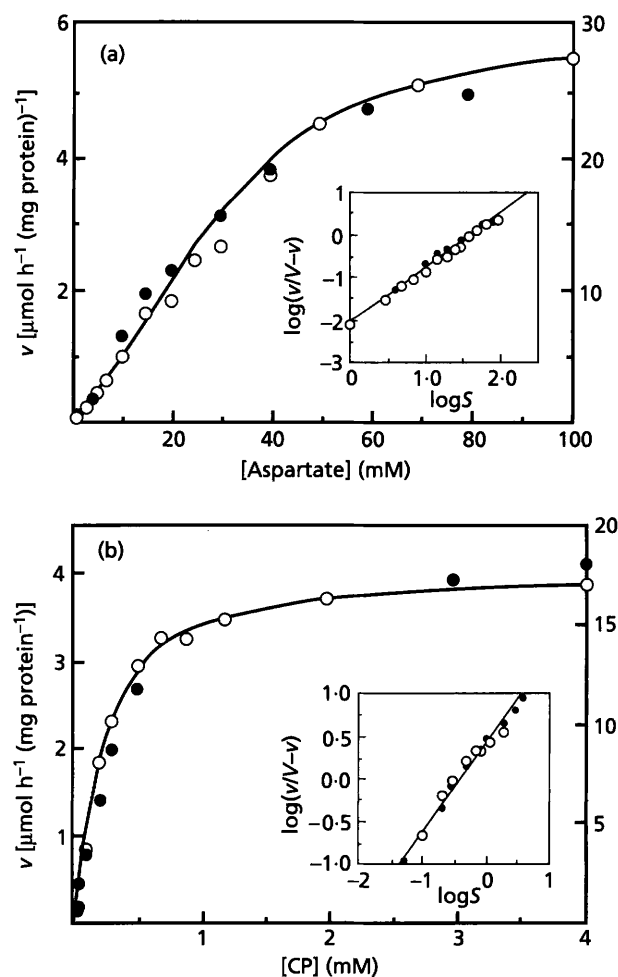 (a)
6
4
2
30
20
10
v [µmol h⁻¹ (mg protein)⁻¹]
20 40 60 80 100
[Aspartate] (mM)
1
0
-1
-2
-3
log(v/V–v)
0 1·0 2·0
logS
(b)
4
3
2
1
20
15
10
5
v [µmol h⁻¹ (mg protein⁻¹)]
1 2 3 4
[CP] (mM)
1.0
0.5
0.0
-0.5
-1.0
log(v/V–v)
-2 -1 0 1
logS